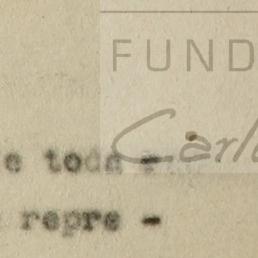 FUND
Carl
e toda -
repre -